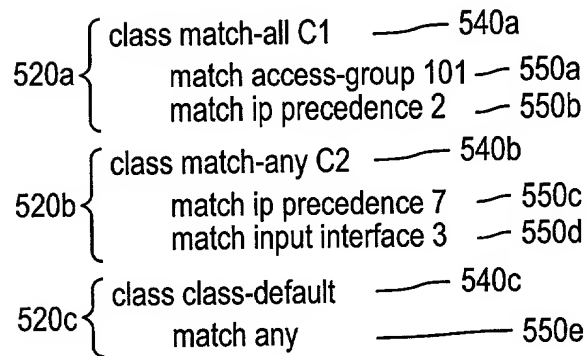 class match-all C1 540a
520a match access-group 101 550a
match ip precedence 2 550b
class match-any C2 540b
520b match ip precedence 7 550c
match input interface 3 550d
class class-default 540c
520c match any 550e